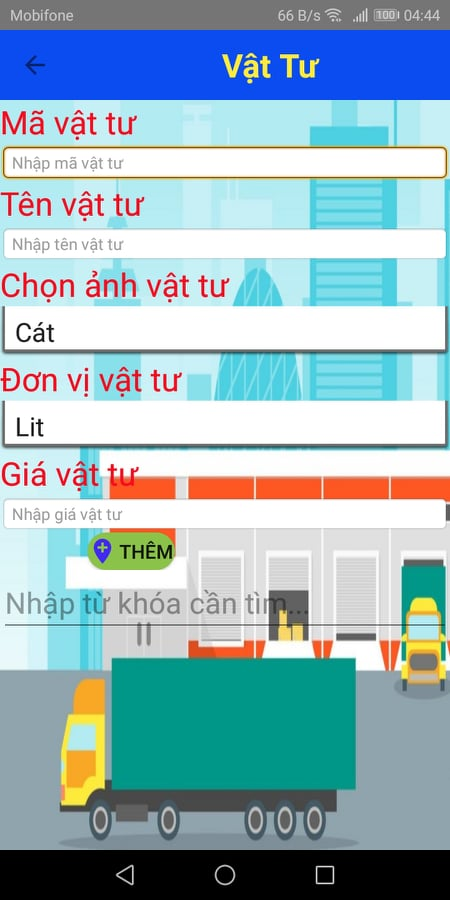 Mobifone 66 B/s 100 04:44
Vật Tư
Mã vật tư
Nhập mã vật tư
Tên vật tư
Nhập tên vật tư
Chọn ảnh vật tư
Cát
Đơn vị vật tư
Lit
Giá vật tư
Nhập giá vật tư
THÊM
Nhập từ khóa cần tìm...